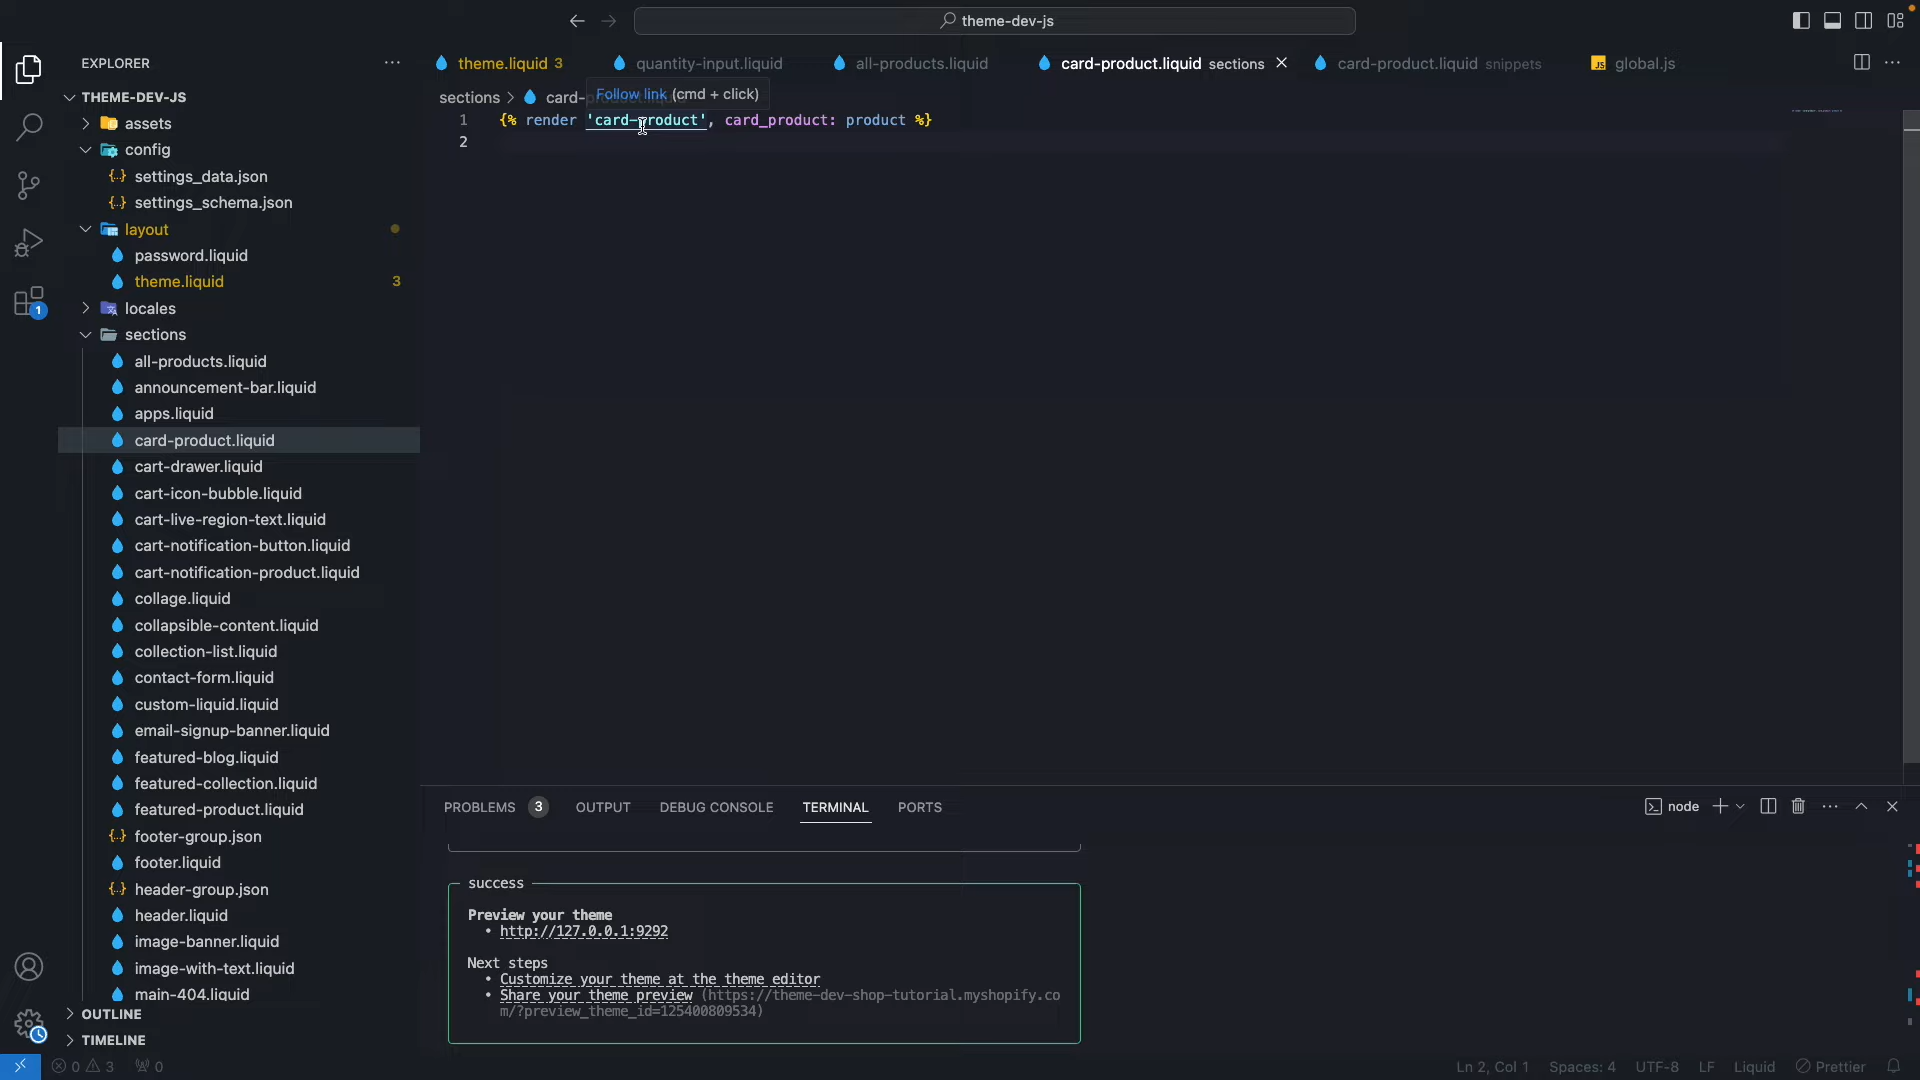 theme-dev-js
EXPLORER
theme.liquid 3
quantity-input.liquid
all-products.liquid
card-product.liquid sections
card-product.liquid snippets
global.js
THEME-DEV-JS
sections > card-
Follow link (cmd + click)
1 {% render 'card-product', card_product: product %}
2
assets
config
settings_data.json
settings_schema.json
layout
password.liquid
theme.liquid 3
locales
sections
all-products.liquid
announcement-bar.liquid
apps.liquid
card-product.liquid
cart-drawer.liquid
cart-icon-bubble.liquid
cart-live-region-text.liquid
cart-notification-button.liquid
cart-notification-product.liquid
collage.liquid
collapsible-content.liquid
collection-list.liquid
contact-form.liquid
custom-liquid.liquid
email-signup-banner.liquid
featured-blog.liquid
featured-collection.liquid
featured-product.liquid
footer-group.json
footer.liquid
header-group.json
header.liquid
image-banner.liquid
image-with-text.liquid
main-404.liquid
OUTLINE
TIMELINE
1
PROBLEMS 3 OUTPUT DEBUG CONSOLE TERMINAL PORTS
node
success
Preview your theme
• http://127.0.0.1:9292
Next steps
• Customize your theme at the theme editor
• Share your theme preview (https://theme-dev-shop-tutorial.myshopify.co
m/?preview_theme_id=125400809534)
0 3 0
Ln 2, Col 1 Spaces: 4 UTF-8 LF Liquid Prettier